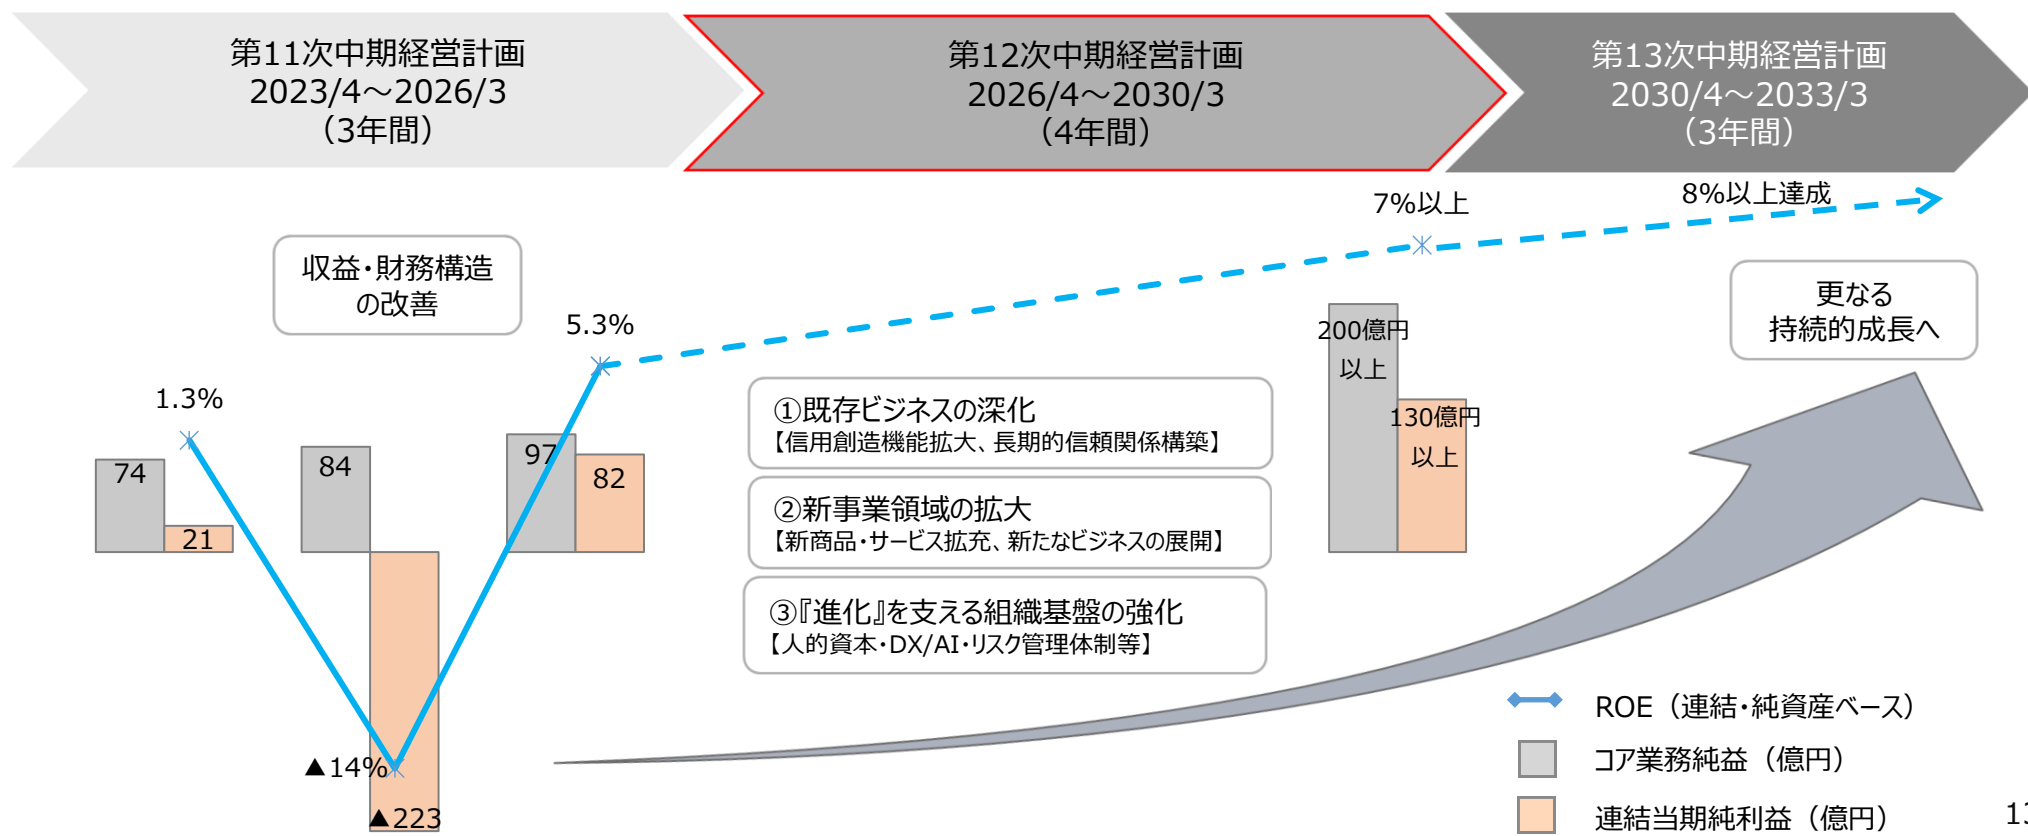 第11次中期経営計画
2023/4～2026/3
（3年間）
第12次中期経営計画
2026/4～2030/3
（4年間）
第13次中期経営計画
2030/4～2033/3
（3年間）
7%以上
8%以上達成
収益・財務構造
の改善
更なる
持続的成長へ
5.3%
1.3%
200億円
以上
130億円
以上
①既存ビジネスの深化
【信用創造機能拡大、長期的信頼関係構築】
74
21
84
97
82
②新事業領域の拡大
【新商品・サービス拡充、新たなビジネスの展開】
③『進化』を支える組織基盤の強化
【人的資本・DX/AI・リスク管理体制等】
▲14%
▲223
ROE（連結・純資産ベース）
コア業務純益（億円）
連結当期純利益（億円）